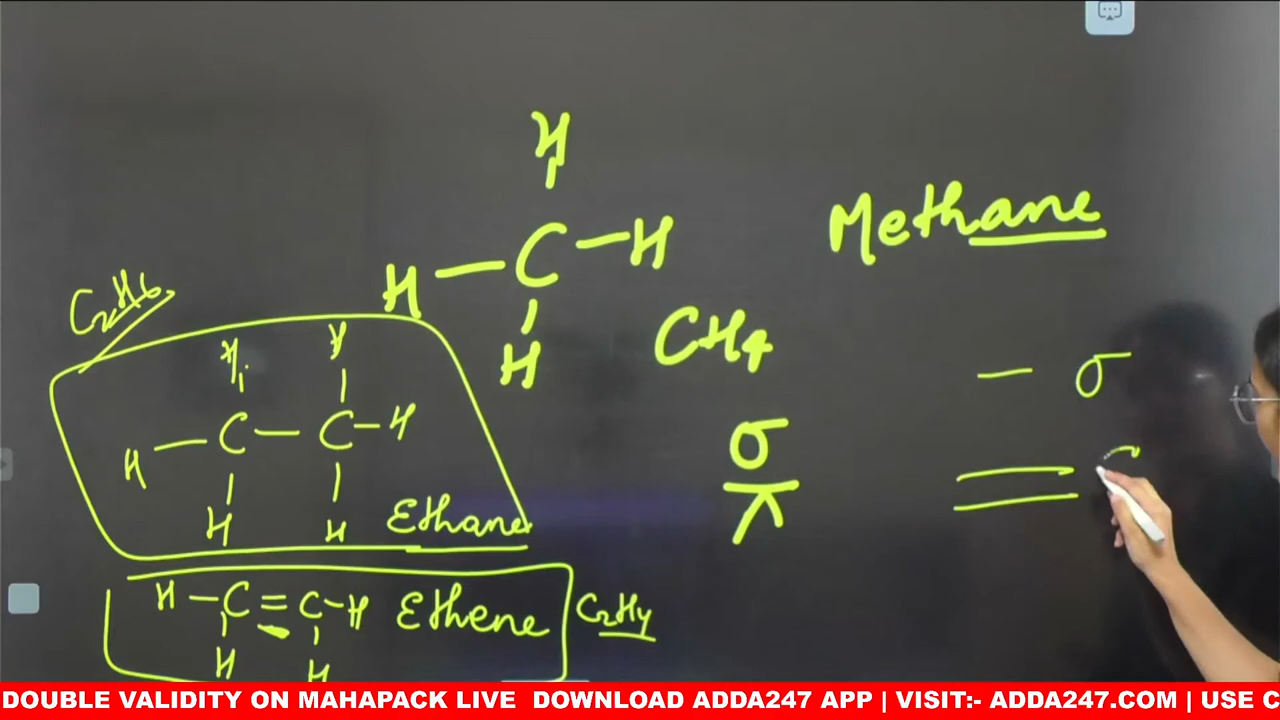 H
Methane
H – C – H
C2H6
CH4
H
H H
– σ
H – C – C – H
σ
π
H H
Ethane
=
H – C = C – H Ethene C2H4
H H
DOUBLE VALIDITY ON MAHAPACK LIVE DOWNLOAD ADDA247 APP | VISIT:- ADDA247.COM | USE C